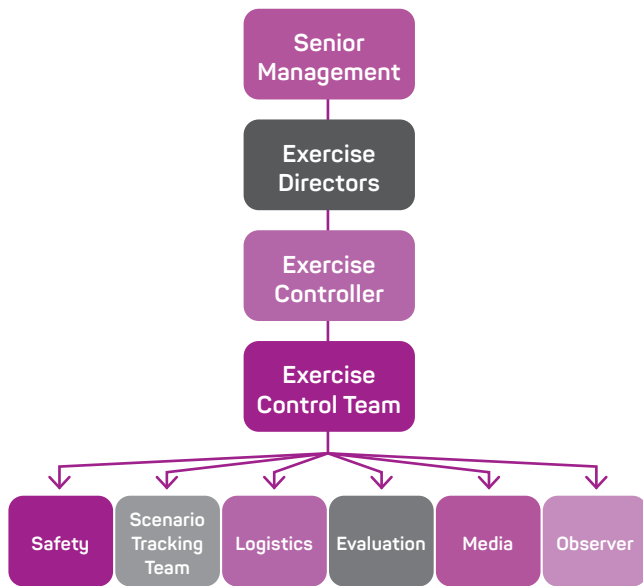 Senior
Management
Exercise
Directors
Exercise
Controller
Exercise
Control Team
Safety
Scenario
Tracking
Team
Logistics
Evaluation
Media
Observer